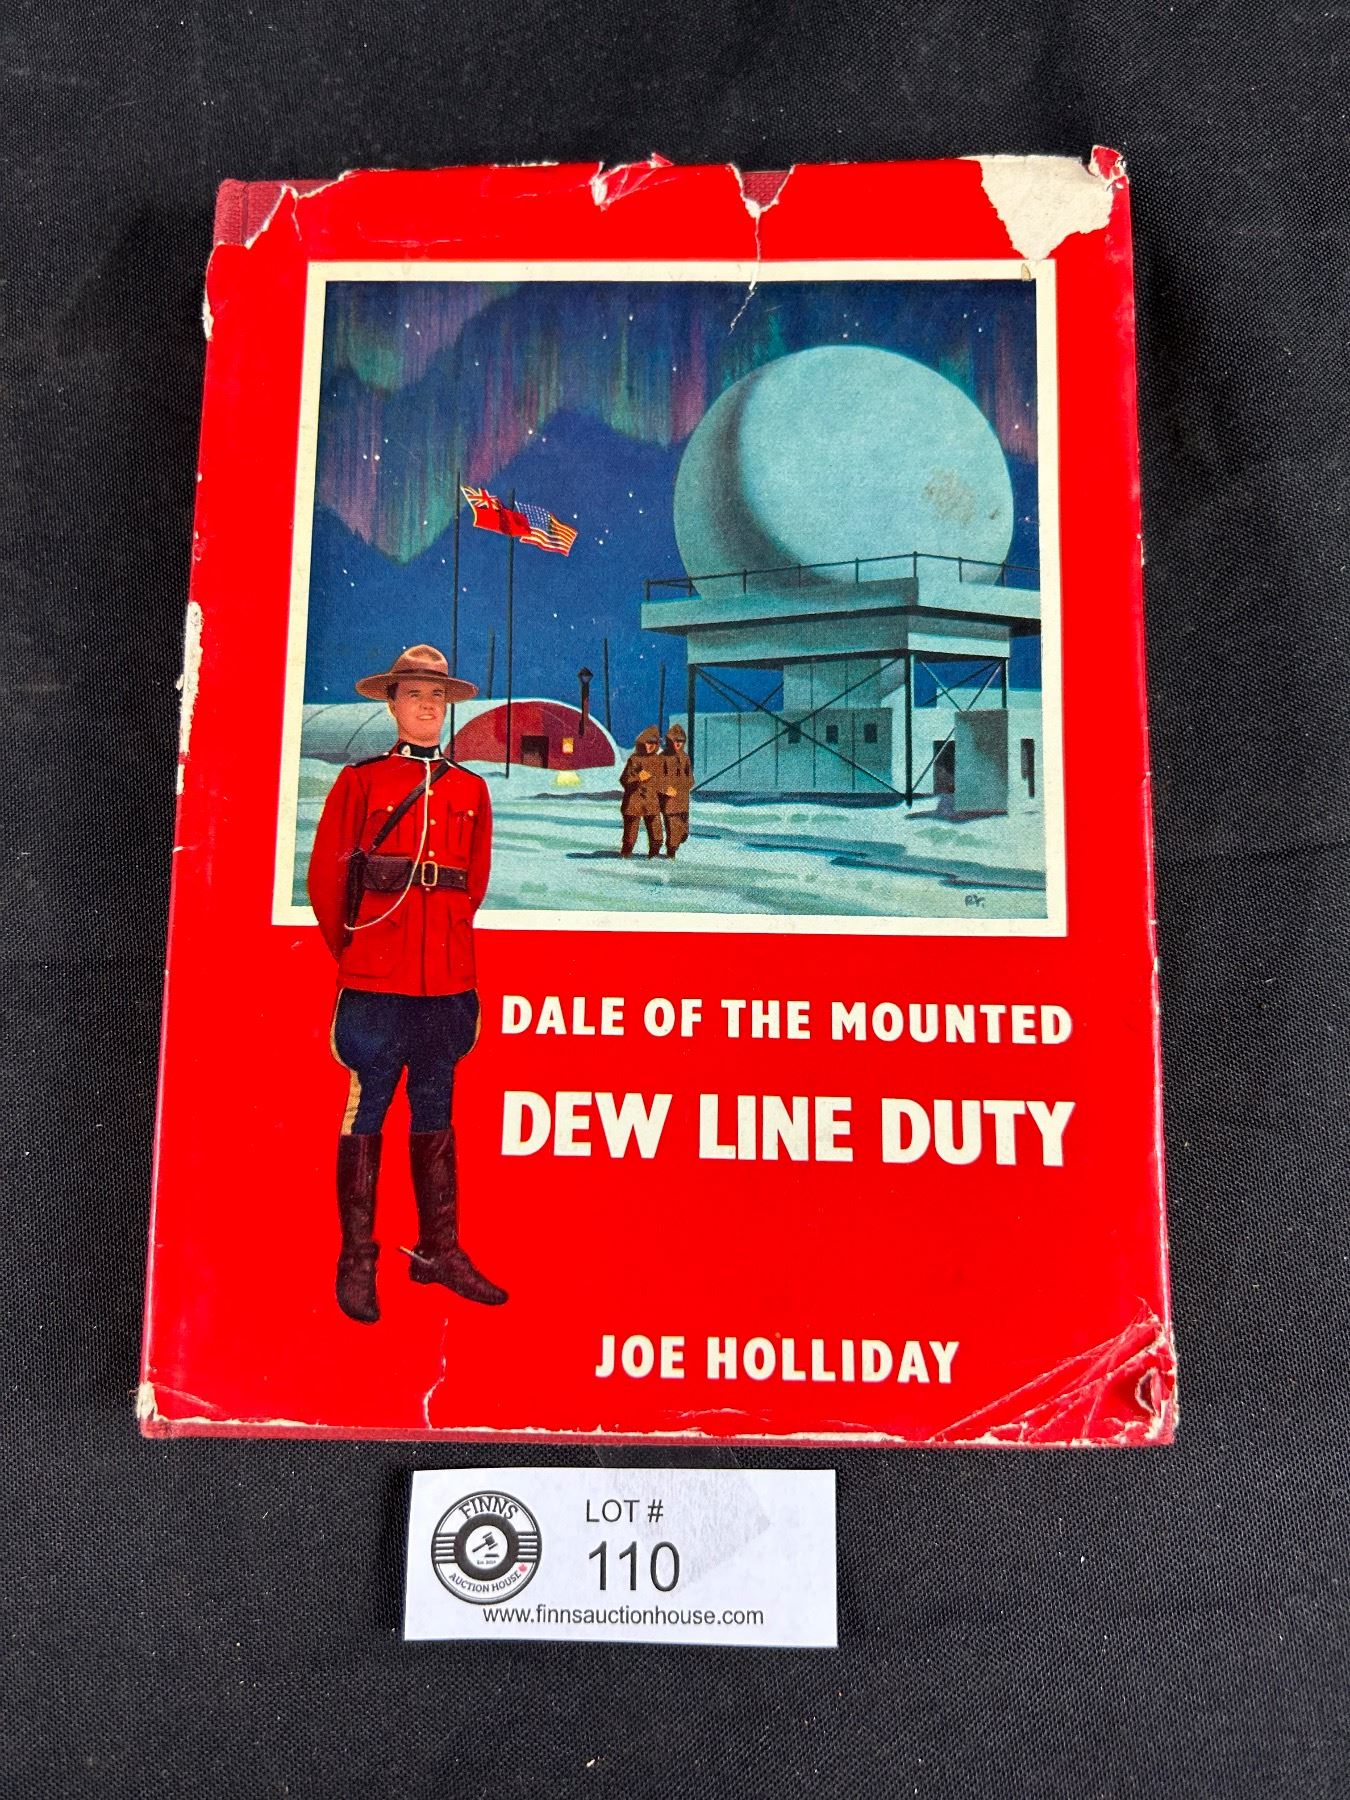 DALE OF THE MOUNTED
DEW LINE DUTY
JOE HOLLIDAY
FINNS
AUCTION HOUSE
LOT #
110
www.finnsauctionhouse.com